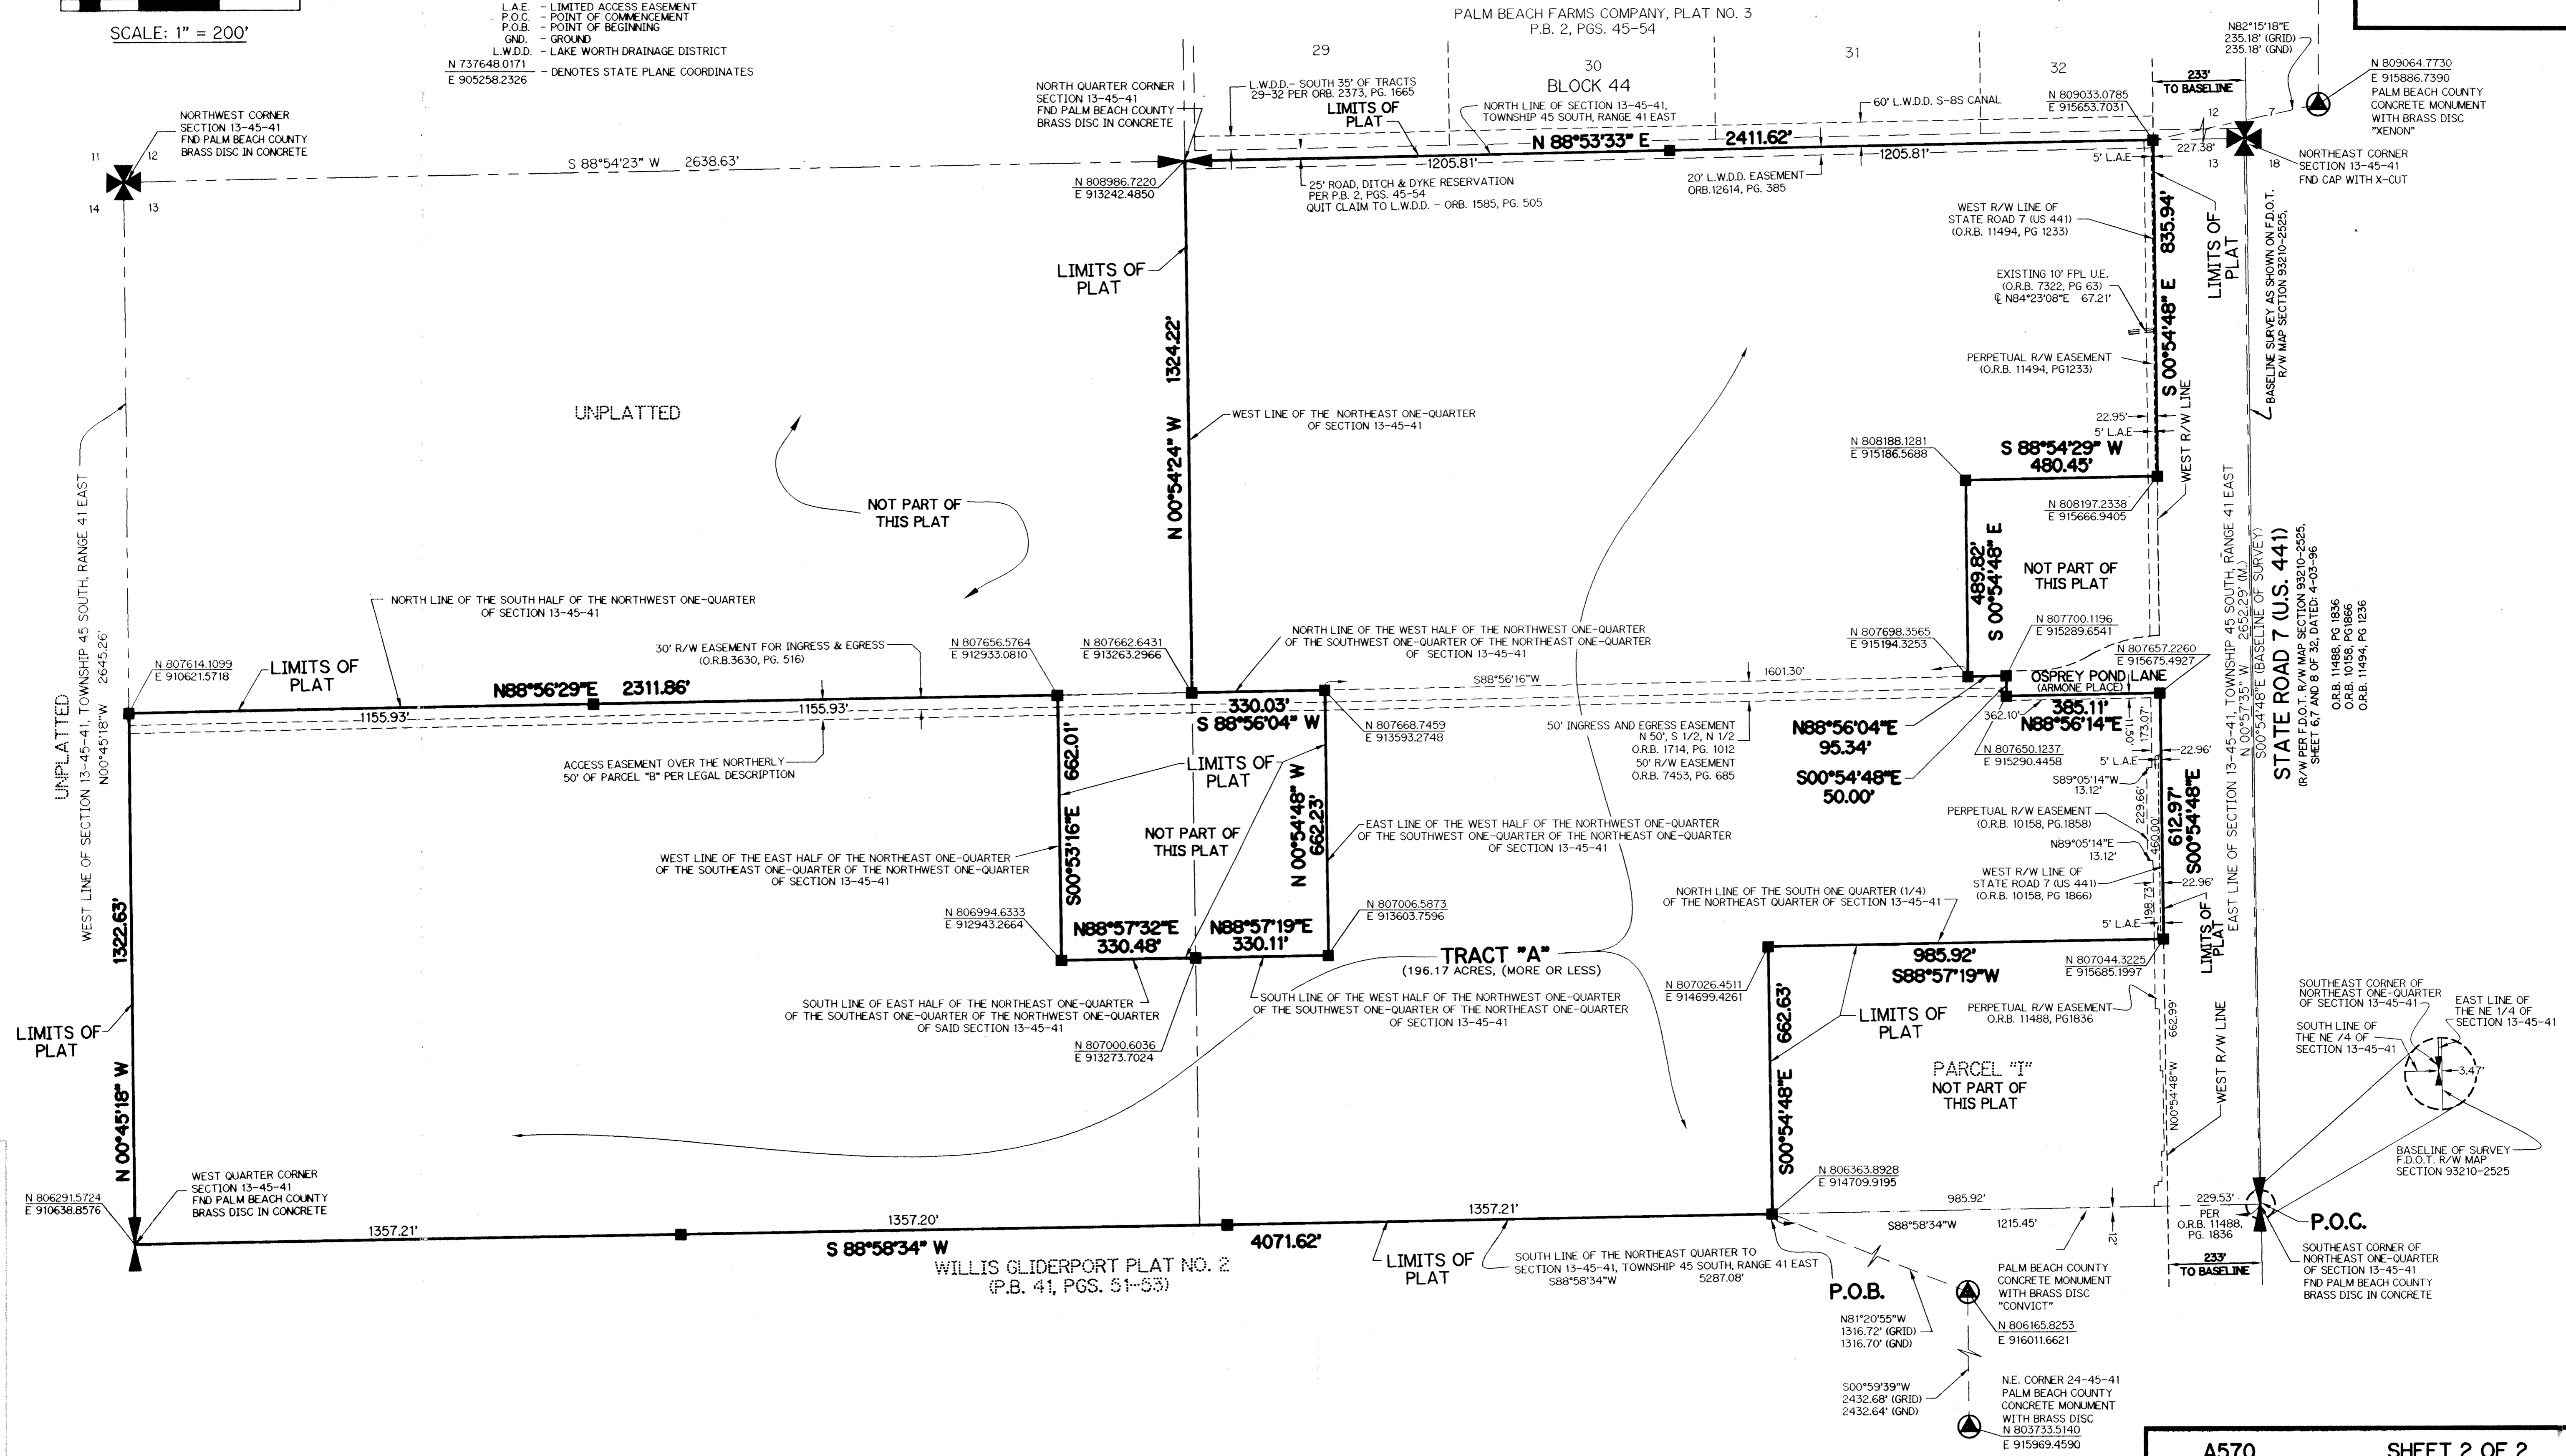 SCALE: 1" = 200'
L.A.E. - LIMITED ACCESS EASEMENT
P.O.C. - POINT OF COMMENCEMENT
P.O.B. - POINT OF BEGINNING
GND. - GROUND
L.W.D.D. - LAKE WORTH DRAINAGE DISTRICT
N 737648.0171
E 905258.2326
- DENOTES STATE PLANE COORDINATES
PALM BEACH FARMS COMPANY, PLAT NO. 3
P.B. 2, PGS. 45-54
29
30
31
32
BLOCK 44
N82°15'18"E
235.18' (GRID)
235.18' (GND)
233'
TO BASELINE
N 809064.7730
E 915886.7390
PALM BEACH COUNTY
CONCRETE MONUMENT
WITH BRASS DISC
"XENON"
NORTHWEST CORNER
SECTION 13-45-41
FND PALM BEACH COUNTY
BRASS DISC IN CONCRETE
11
12
14
13
S 88°54'23" W 2638.63'
NORTH QUARTER CORNER
SECTION 13-45-41
FND PALM BEACH COUNTY
BRASS DISC IN CONCRETE
L.W.D.D.- SOUTH 35' OF TRACTS
29-32 PER ORB. 2373, PG. 1665
LIMITS OF
PLAT
NORTH LINE OF SECTION 13-45-41,
TOWNSHIP 45 SOUTH, RANGE 41 EAST
60' L.W.D.D. S-8S CANAL
N 809033.0785
E 915653.7031
12
7
13
18
227.38'
NORTHEAST CORNER
SECTION 13-45-41
FND CAP WITH X-CUT
N 88°53'33" E 2411.62'
1205.81'
1205.81'
5' L.A.E
N 808986.7220
E 913242.4850
25' ROAD, DITCH & DYKE RESERVATION
PER P.B. 2, PGS. 45-54
QUIT CLAIM TO L.W.D.D. - ORB. 1585, PG. 505
20' L.W.D.D. EASEMENT
ORB.12614, PG. 385
WEST R/W LINE OF
STATE ROAD 7 (US 441)
(O.R.B. 11494, PG 1233)
S 00°54'48" E 835.94'
LIMITS OF
PLAT
BASELINE SURVEY AS SHOWN ON F.D.O.T.
R/W MAP SECTION 93210-2525,
LIMITS OF
PLAT
EXISTING 10' FPL U.E.
(O.R.B. 7322, PG 63)
℄ N84°23'08"E 67.21'
PERPETUAL R/W EASEMENT
(O.R.B. 11494, PG1233)
N 00°54'24" W 1324.22'
UNPLATTED
WEST LINE OF THE NORTHEAST ONE-QUARTER
OF SECTION 13-45-41
22.95'
5' L.A.E
WEST R/W LINE
N 808188.1281
E 915186.5688
S 88°54'29" W
480.45'
NOT PART OF
THIS PLAT
N 808197.2338
E 915666.9405
489.82'
S 00°54'48" E
NOT PART OF
THIS PLAT
UNPLATTED
WEST LINE OF SECTION 13-45-41, TOWNSHIP 45 SOUTH, RANGE 41 EAST
N00°45'18"W 2645.26'
NORTH LINE OF THE SOUTH HALF OF THE NORTHWEST ONE-QUARTER
OF SECTION 13-45-41
30' R/W EASEMENT FOR INGRESS & EGRESS
(O.R.B.3630, PG. 516)
N 807656.5764
E 912933.0810
N 807662.6431
E 913263.2966
NORTH LINE OF THE WEST HALF OF THE NORTHWEST ONE-QUARTER
OF THE SOUTHWEST ONE-QUARTER OF THE NORTHEAST ONE-QUARTER
OF SECTION 13-45-41
N 807698.3565
E 915194.3253
N 807700.1196
E 915289.6541
N 807657.2260
E 915675.4927
N 807614.1099
E 910621.5718
LIMITS OF
PLAT
N88°56'29"E 2311.86'
1155.93'
1155.93'
330.03'
S 88°56'04" W
S88°56'16"W
1601.30'
OSPREY POND LANE
(ARMONE PLACE)
362.10'
385.11'
N88°56'14"E
N88°56'04"E
95.34'
S00°54'48"E
50.00'
N 807650.1237
E 915290.4458
11.50'
173.07'
N 807668.7459
E 913593.2748
50' INGRESS AND EGRESS EASEMENT
N 50', S 1/2, N 1/2
O.R.B. 1714, PG. 1012
50' R/W EASEMENT
O.R.B. 7453, PG. 685
22.96'
5' L.A.E
S89°05'14"W
13.12'
229.66'
460.00'
PERPETUAL R/W EASEMENT
(O.R.B. 10158, PG.1858)
N89°05'14"E
13.12'
612.97'
S00°54'48"E
WEST R/W LINE OF
STATE ROAD 7 (US 441)
(O.R.B. 10158, PG 1866)
22.96'
198.73'
5' L.A.E
LIMITS OF
PLAT
EAST LINE OF SECTION 13-45-41, TOWNSHIP 45 SOUTH, RANGE 41 EAST
N 00°57'35" W 2652.29' (M.)
S00°54'48"E (BASELINE OF SURVEY)
STATE ROAD 7 (U.S. 441)
(R/W PER F.D.O.T. R/W MAP SECTION 93210-2525,
SHEET 6,7 AND 8 OF 32, DATED: 4-03-96
O.R.B. 11488, PG 1836
O.R.B. 10158, PG1866
O.R.B. 11494, PG 1236
ACCESS EASEMENT OVER THE NORTHERLY
50' OF PARCEL "B" PER LEGAL DESCRIPTION
S00°53'16"E 662.01'
LIMITS OF
PLAT
N 00°54'48" W
662.23'
NOT PART OF
THIS PLAT
WEST LINE OF THE EAST HALF OF THE NORTHEAST ONE-QUARTER
OF THE SOUTHEAST ONE-QUARTER OF THE NORTHWEST ONE-QUARTER
OF SECTION 13-45-41
EAST LINE OF THE WEST HALF OF THE NORTHWEST ONE-QUARTER
OF THE SOUTHWEST ONE-QUARTER OF THE NORTHEAST ONE-QUARTER
OF SECTION 13-45-41
NORTH LINE OF THE SOUTH ONE QUARTER (1/4)
OF THE NORTHEAST QUARTER OF SECTION 13-45-41
N 806994.6333
E 912943.2664
N88°57'32"E
330.48'
N88°57'19"E
330.11'
N 807006.5873
E 913603.7596
TRACT "A"
(196.17 ACRES, (MORE OR LESS)
985.92'
S88°57'19"W
N 807044.3225
E 915685.1997
N 807026.4511
E 914699.4261
1322.63'
N 00°45'18" W
LIMITS OF
PLAT
SOUTH LINE OF EAST HALF OF THE NORTHEAST ONE-QUARTER
OF THE SOUTHEAST ONE-QUARTER OF THE NORTHWEST ONE-QUARTER
OF SAID SECTION 13-45-41
SOUTH LINE OF THE WEST HALF OF THE NORTHWEST ONE-QUARTER
OF THE SOUTHWEST ONE-QUARTER OF THE NORTHEAST ONE-QUARTER
OF SECTION 13-45-41
N 807000.6036
E 913273.7024
S00°54'48"E 662.63'
LIMITS OF
PLAT
PERPETUAL R/W EASEMENT
O.R.B. 11488, PG1836
PARCEL "I"
NOT PART OF
THIS PLAT
662.99'
N00°54'48"W
WEST R/W LINE
SOUTHEAST CORNER OF
NORTHEAST ONE-QUARTER
OF SECTION 13-45-41
SOUTH LINE OF
THE NE /4 OF
SECTION 13-45-41
EAST LINE OF
THE NE 1/4 OF
SECTION 13-45-41
3.47'
BASELINE OF SURVEY
F.D.O.T. R/W MAP
SECTION 93210-2525
N 806291.5724
E 910638.8576
WEST QUARTER CORNER
SECTION 13-45-41
FND PALM BEACH COUNTY
BRASS DISC IN CONCRETE
1357.21'
1357.20'
1357.21'
S 88°58'34" W
4071.62'
WILLIS GLIDERPORT PLAT NO. 2
(P.B. 41, PGS. 51-53)
LIMITS OF
PLAT
SOUTH LINE OF THE NORTHEAST QUARTER TO
SECTION 13-45-41, TOWNSHIP 45 SOUTH, RANGE 41 EAST
S88°58'34"W 5287.08'
N 806363.8928
E 914709.9195
985.92'
S88°58'34"W 1215.45'
12'
229.53'
PER
O.R.B. 11488,
PG. 1836
233'
TO BASELINE
P.O.C.
SOUTHEAST CORNER OF
NORTHEAST ONE-QUARTER
OF SECTION 13-45-41
FND PALM BEACH COUNTY
BRASS DISC IN CONCRETE
P.O.B.
N81°20'55"W
1316.72' (GRID)
1316.70' (GND)
PALM BEACH COUNTY
CONCRETE MONUMENT
WITH BRASS DISC
"CONVICT"
N 806165.8253
E 916011.6621
S00°59'39"W
2432.68' (GRID)
2432.64' (GND)
N.E. CORNER 24-45-41
PALM BEACH COUNTY
CONCRETE MONUMENT
WITH BRASS DISC
N 803733.5140
E 915969.4590
A570
SHEET 2 OF 2